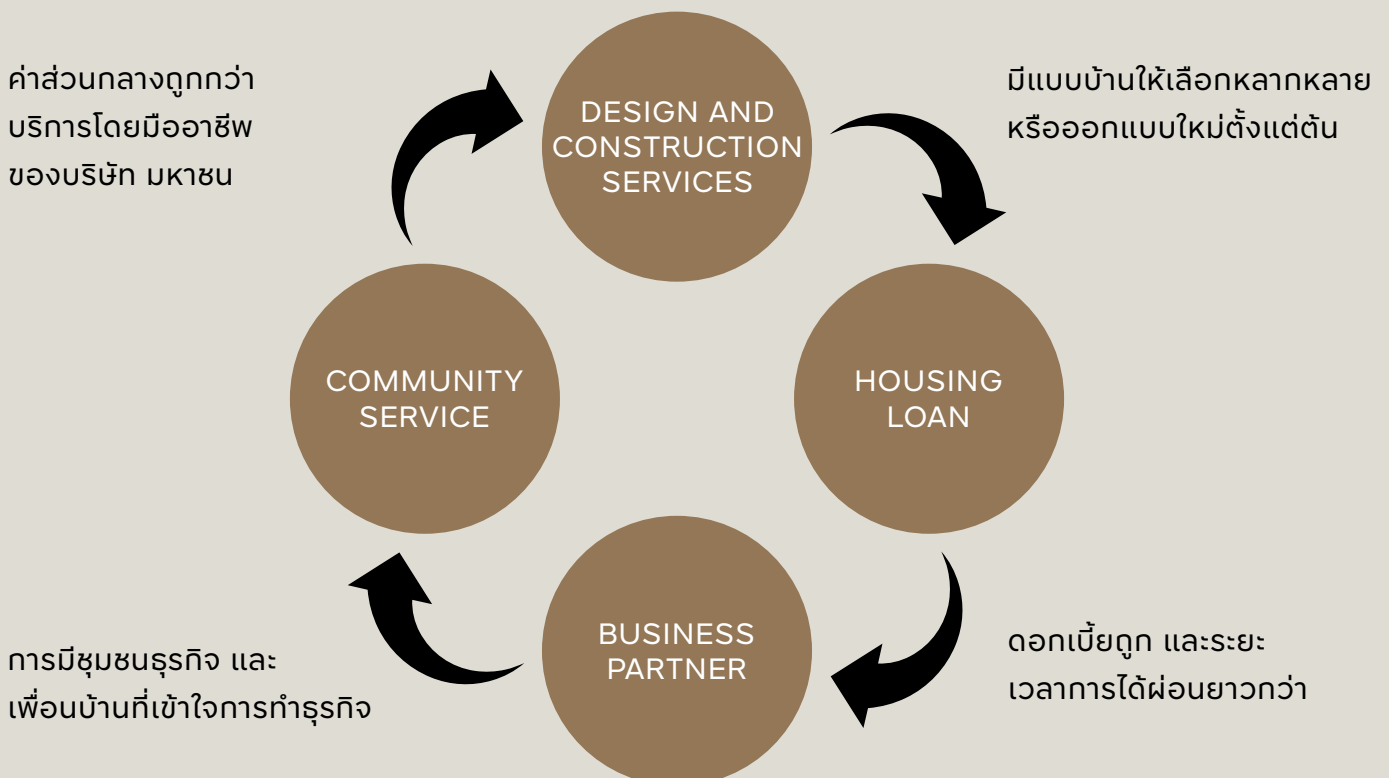 ค่าส่วนกลางถูกกว่า
บริการโดยมืออาชีพ
ของบริษัท มหาชน
DESIGN AND
CONSTRUCTION
SERVICES
มีแบบบ้านให้เลือกหลากหลาย
หรือออกแบบใหม่ตั้งแต่ต้น
COMMUNITY
SERVICE
HOUSING
LOAN
การมีชุมชนธุรกิจ และ
เพื่อนบ้านที่เข้าใจการทำธุรกิจ
BUSINESS
PARTNER
ดอกเบี้ยถูก และระยะ
เวลาการได้ผ่อนยาวกว่า